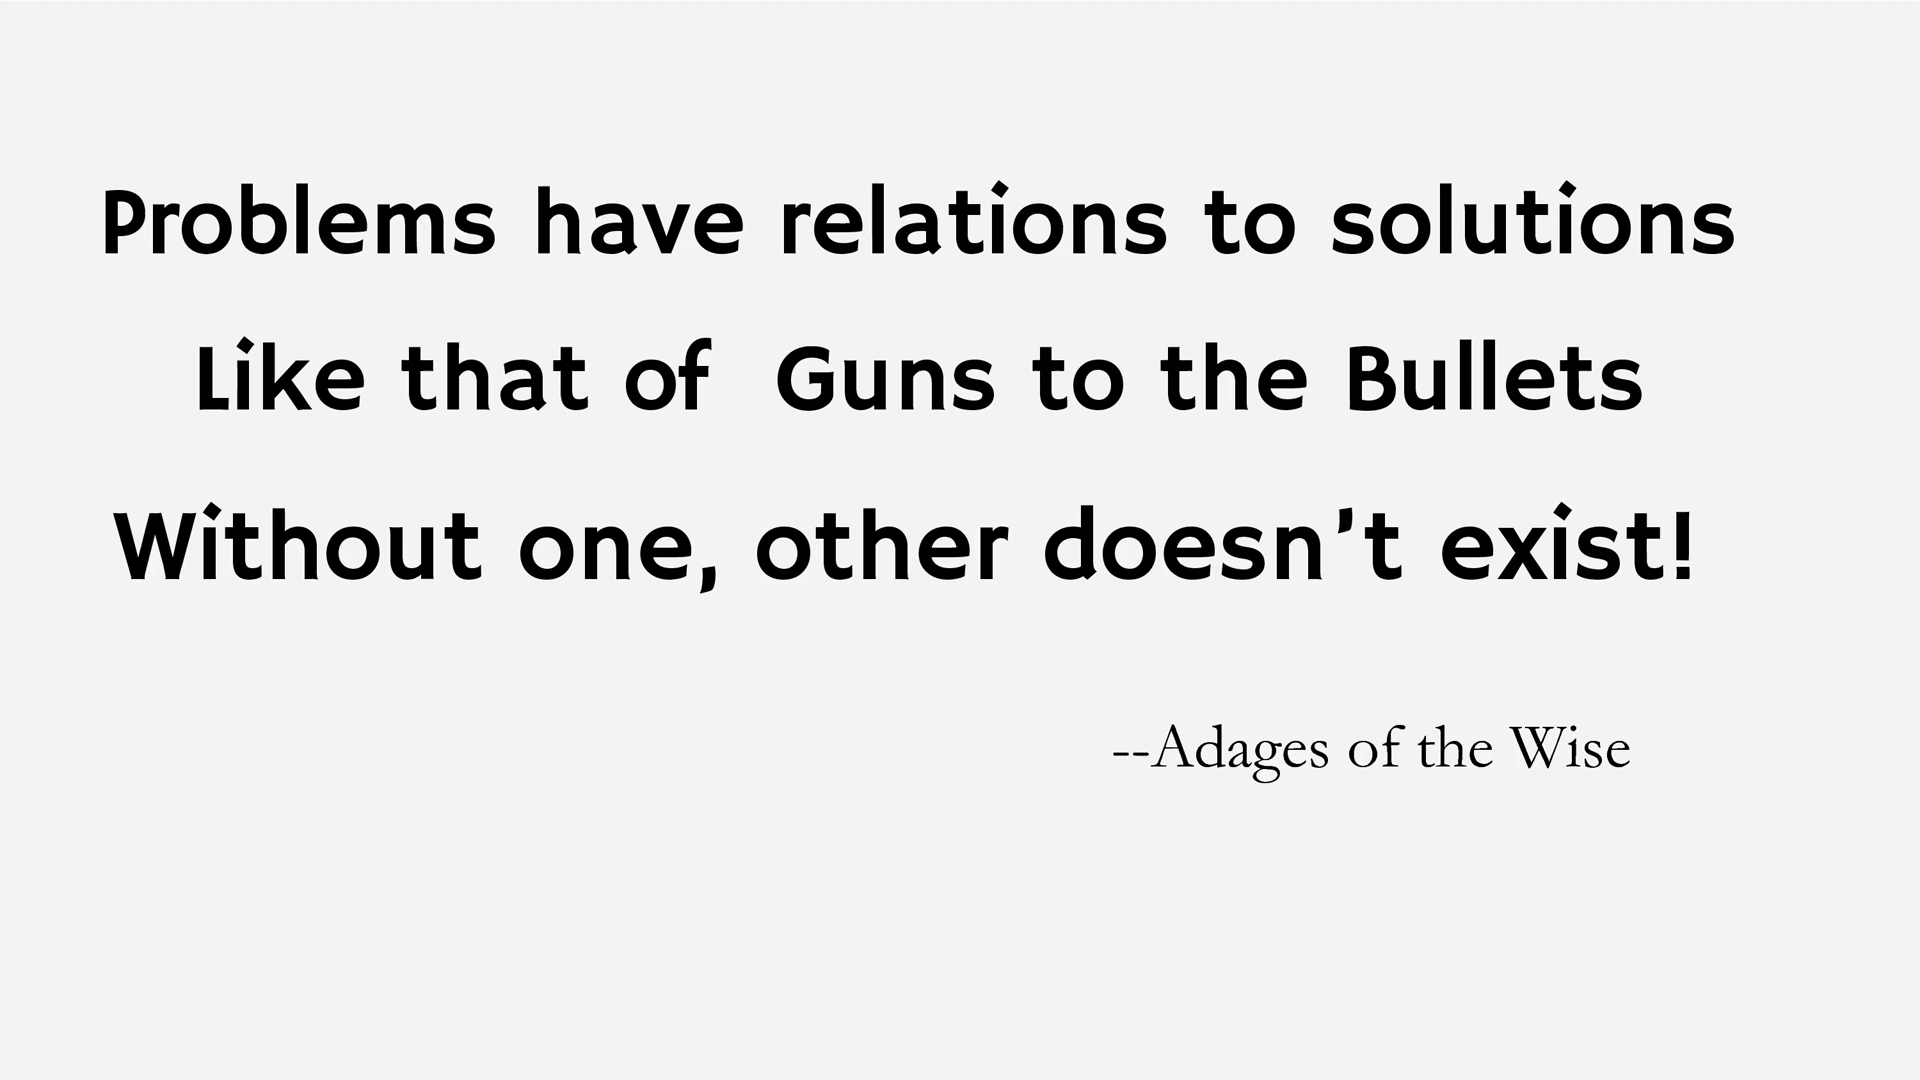 Problems have relations to solutions
Like that of  Guns to the Bullets
Without one, other doesn't exist!
--Adages of the Wise